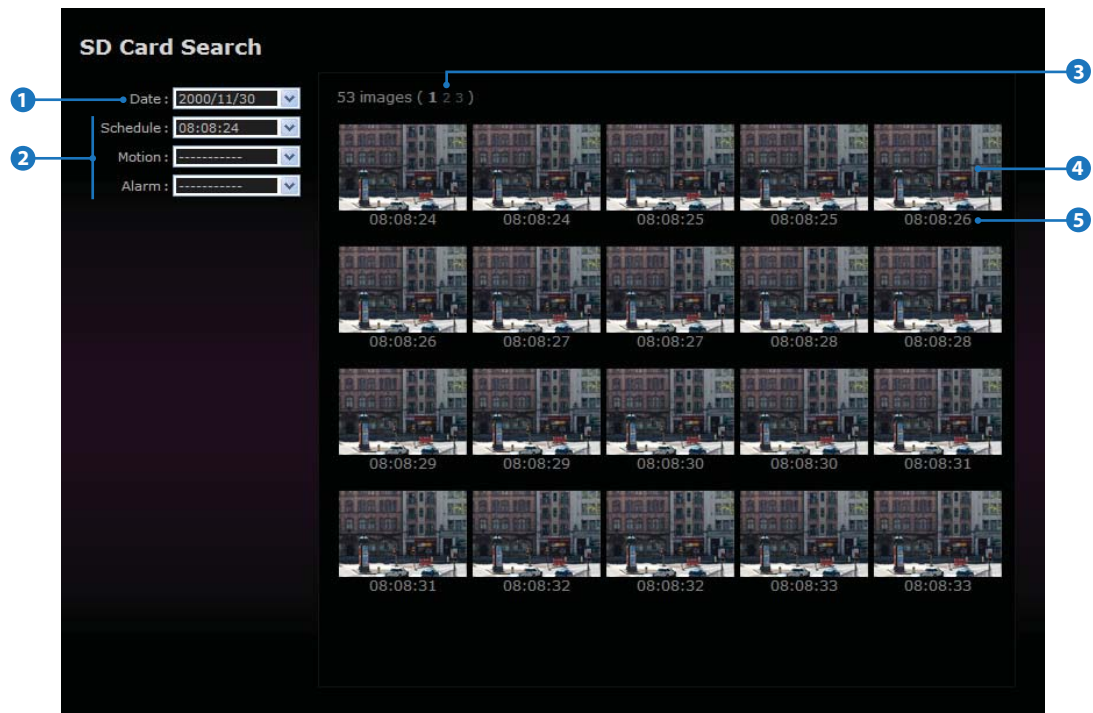 SD Card Search
1
Date : 2000/11/30
2
Schedule : 08:08:24
Motion : -----------
Alarm : -----------
3
53 images ( 1 2 3 )
4
08:08:24 08:08:24 08:08:25 08:08:25 08:08:26
5
08:08:26 08:08:27 08:08:27 08:08:28 08:08:28
08:08:29 08:08:29 08:08:30 08:08:30 08:08:31
08:08:31 08:08:32 08:08:32 08:08:33 08:08:33